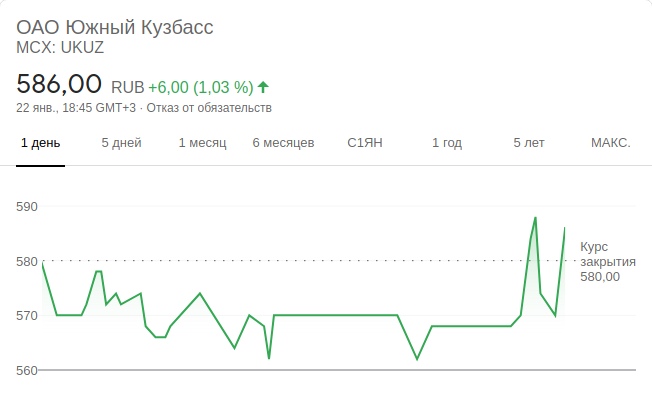 ОАО Южный Кузбасс
MCX: UKUZ
586,00 RUB +6,00 (1,03 %)
22 янв., 18:45 GMT+3 · Отказ от обязательств
1 день 5 дней 1 месяц 6 месяцев С1ЯН 1 год 5 лет МАКС.
590
580
570
560
Курс
закрытия
580,00